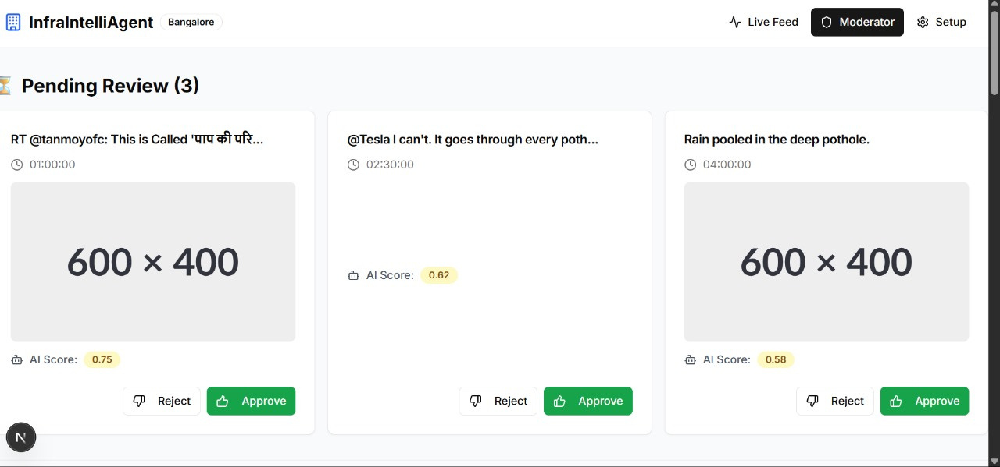 InfraIntelliAgent Bangalore Live Feed Moderator Setup
⏳ Pending Review (3)
RT @tanmoyofc: This is Called 'पाप की परि...
01:00:00
600 × 400
AI Score: 0.75
Reject Approve
@Tesla I can't. It goes through every poth...
02:30:00
AI Score: 0.62
Reject Approve
Rain pooled in the deep pothole.
04:00:00
600 × 400
AI Score: 0.58
Reject Approve
N